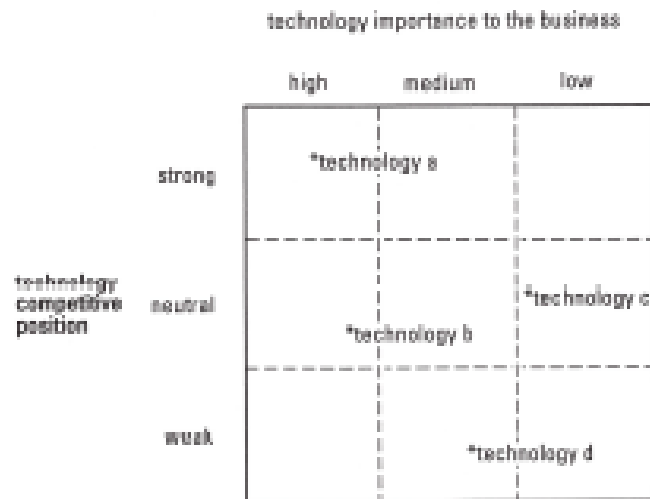 technology importance to the business
high medium low
strong
*technology a
technology
competitive
position
neutral
*technology c
*technology b
weak
*technology d